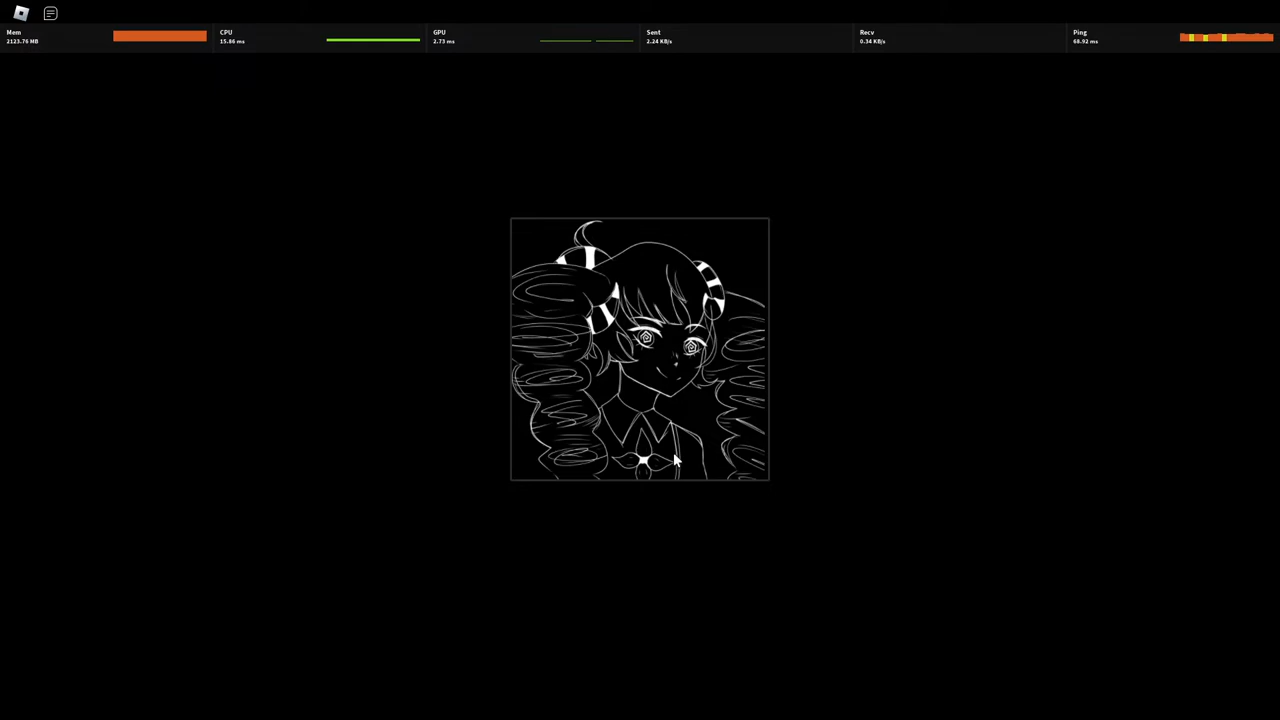 Mem
2123.76 MB
CPU
15.86 ms
GPU
2.73 ms
Sent
2.24 KB/s
Recv
0.34 KB/s
Ping
68.92 ms